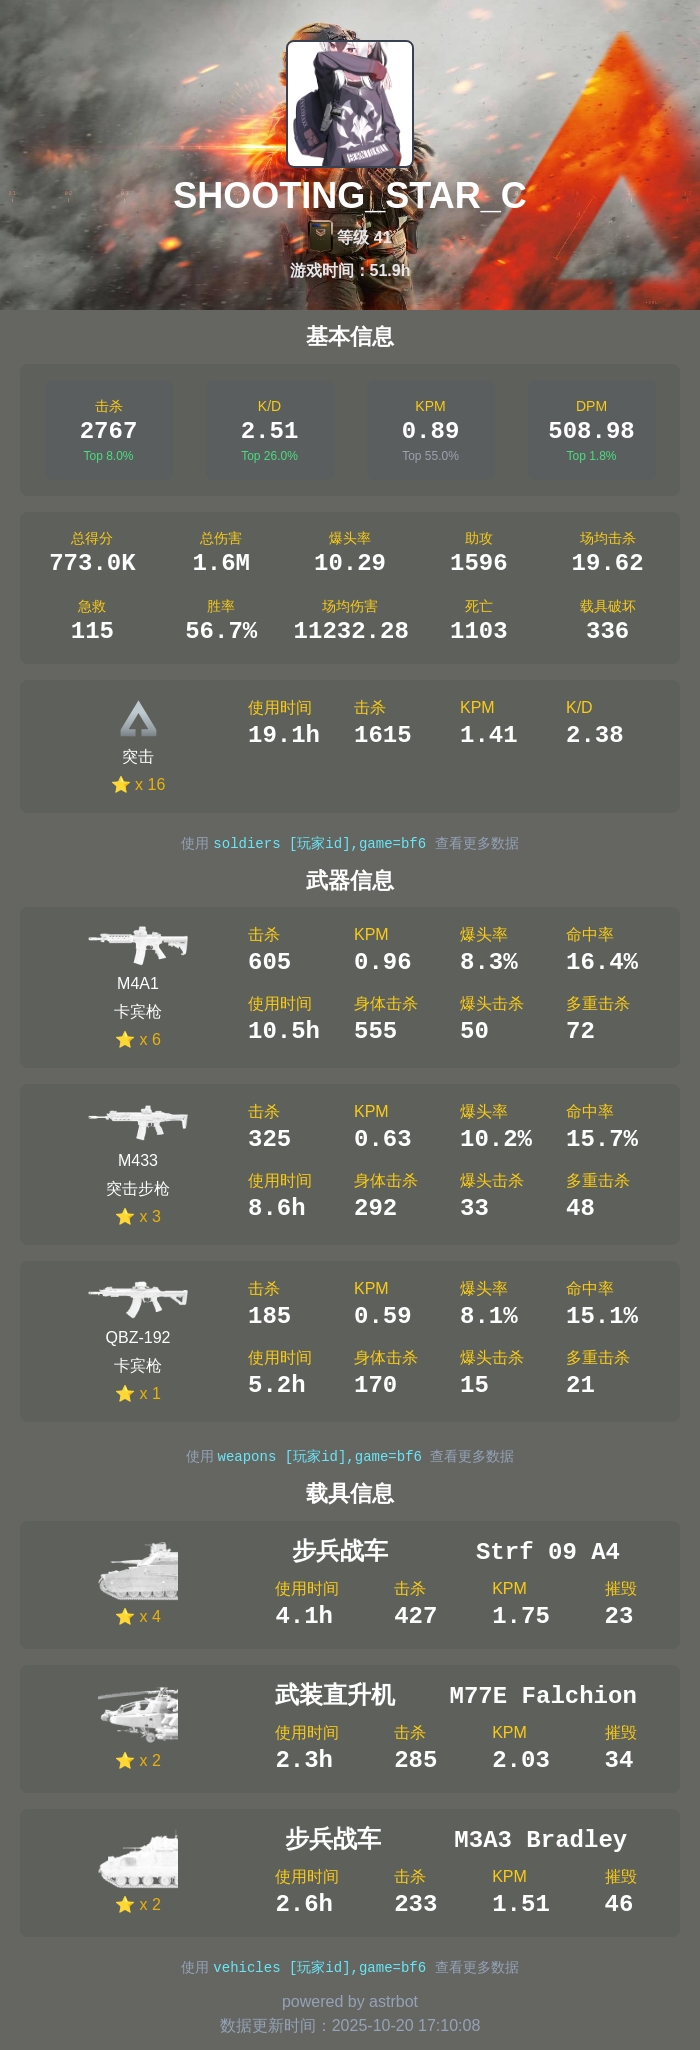 SHOOTING_STAR_C
等级 41
游戏时间：51.9h
基本信息
击杀 K/D KPM DPM
2767 2.51 0.89 508.98
Top 8.0% Top 26.0% Top 55.0% Top 1.8%
总得分 总伤害 爆头率 助攻 场均击杀
773.0K 1.6M 10.29 1596 19.62
急救 胜率 场均伤害 死亡 载具破坏
115 56.7% 11232.28 1103 336
使用时间 击杀 KPM K/D
19.1h 1615 1.41 2.38
突击
⭐ x 16
使用 soldiers [玩家id],game=bf6 查看更多数据
武器信息
击杀 KPM 爆头率 命中率
605 0.96 8.3% 16.4%
M4A1
使用时间 身体击杀 爆头击杀 多重击杀
卡宾枪
10.5h 555 50 72
⭐ x 6
击杀 KPM 爆头率 命中率
325 0.63 10.2% 15.7%
M433
使用时间 身体击杀 爆头击杀 多重击杀
突击步枪
8.6h 292 33 48
⭐ x 3
击杀 KPM 爆头率 命中率
185 0.59 8.1% 15.1%
QBZ-192
使用时间 身体击杀 爆头击杀 多重击杀
卡宾枪
5.2h 170 15 21
⭐ x 1
使用 weapons [玩家id],game=bf6 查看更多数据
载具信息
步兵战车 Strf 09 A4
使用时间 击杀 KPM 摧毁
⭐ x 4 4.1h 427 1.75 23
武装直升机 M77E Falchion
使用时间 击杀 KPM 摧毁
⭐ x 2 2.3h 285 2.03 34
步兵战车 M3A3 Bradley
使用时间 击杀 KPM 摧毁
⭐ x 2 2.6h 233 1.51 46
使用 vehicles [玩家id],game=bf6 查看更多数据
powered by astrbot
数据更新时间：2025-10-20 17:10:08